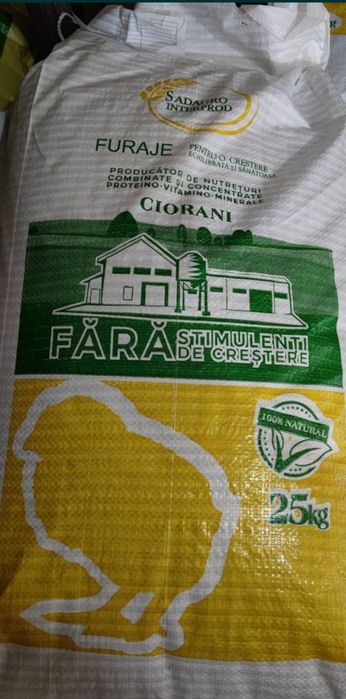 SADAGRO
INTERPROD
FURAJE PENTRU O CREȘTERE
ECHILIBRATĂ ȘI SĂNĂTOASĂ
PRODUCĂTOR DE NUTREȚURI
COMBINATE ȘI CONCENTRATE
PROTEINO-VITAMINO-MINERALE
CIORANI
FĂRĂ STIMULENȚI
DE CREȘTERE
100% NATURAL
25kg